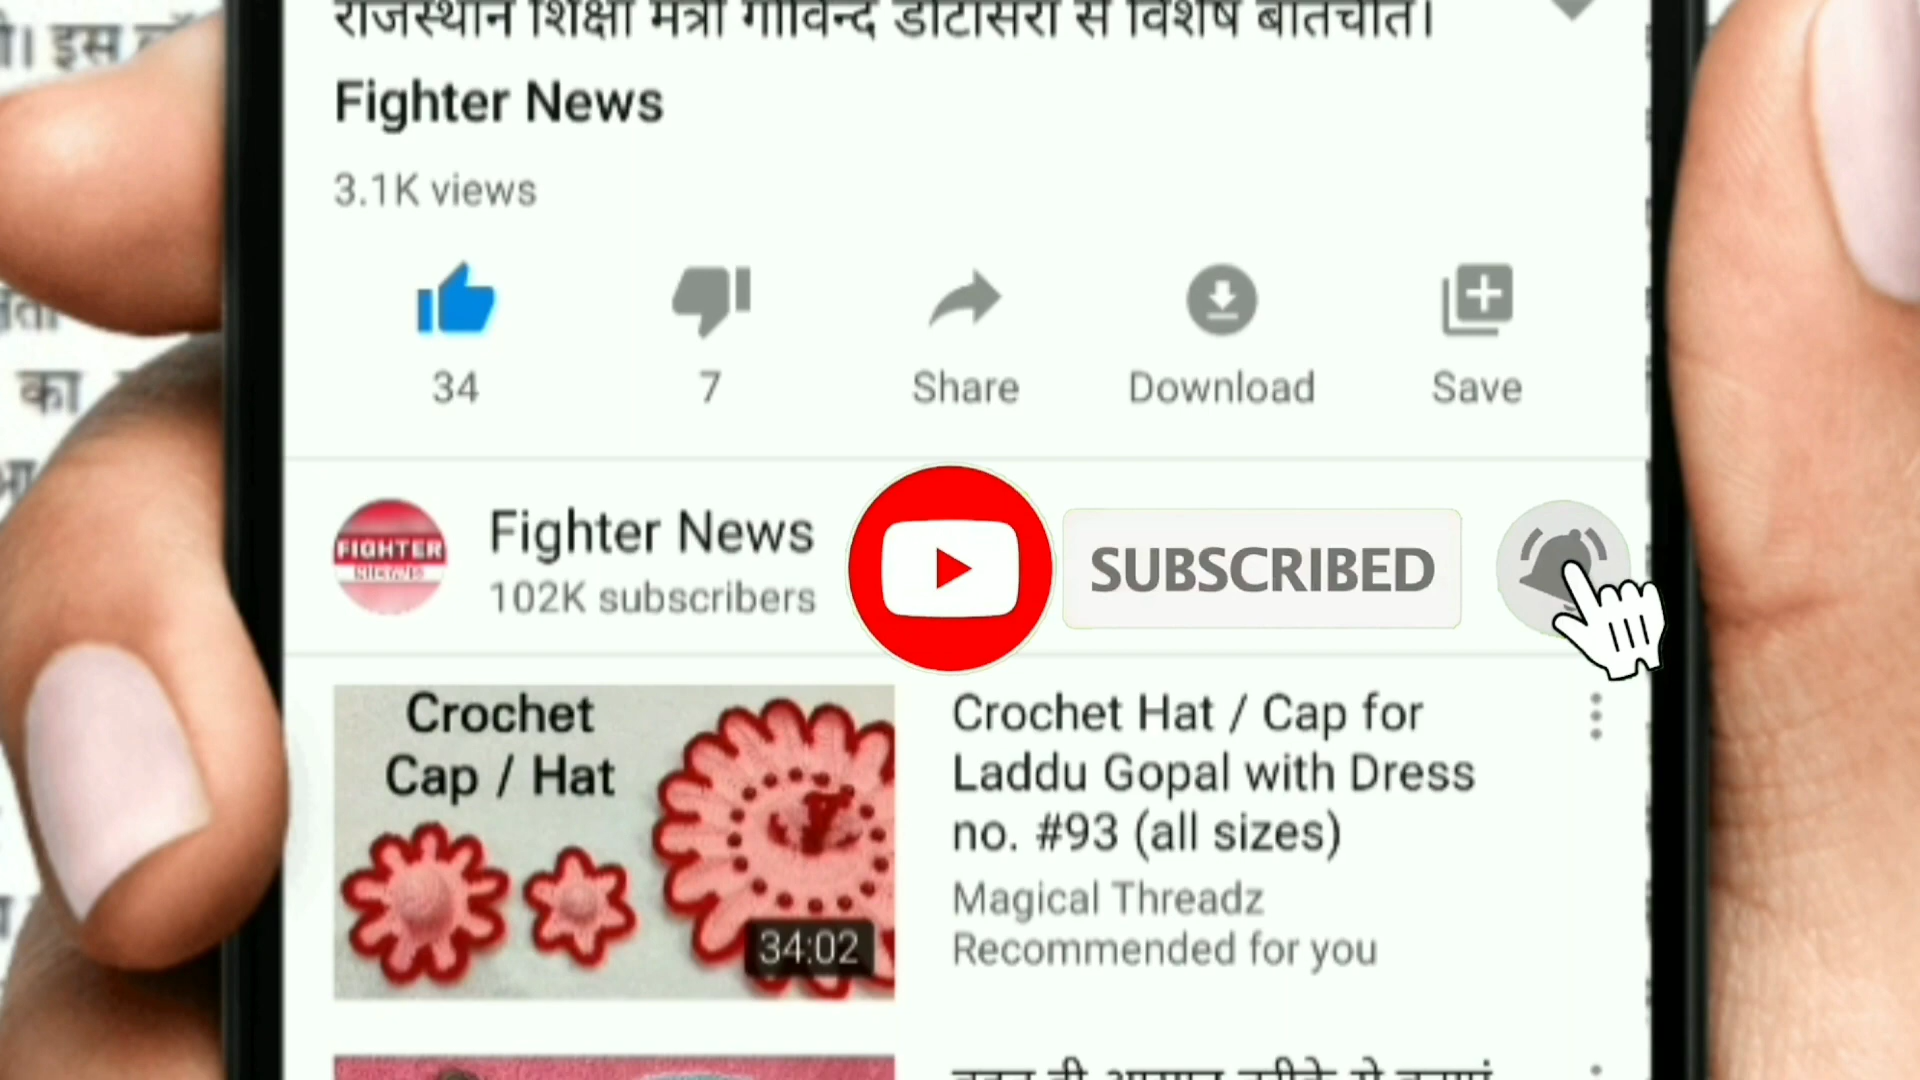 राजस्थान शिक्षा मंत्री गोविन्द डोटासरा से विशेष बातचीत।
Fighter News
3.1K views
34
7
Share
Download
Save
FIGHTER
Fighter News
102K subscribers
SUBSCRIBED
Crochet
Cap / Hat
34:02
Crochet Hat / Cap for
Laddu Gopal with Dress
no. #93 (all sizes)
Magical Threadz
Recommended for you
इस
का